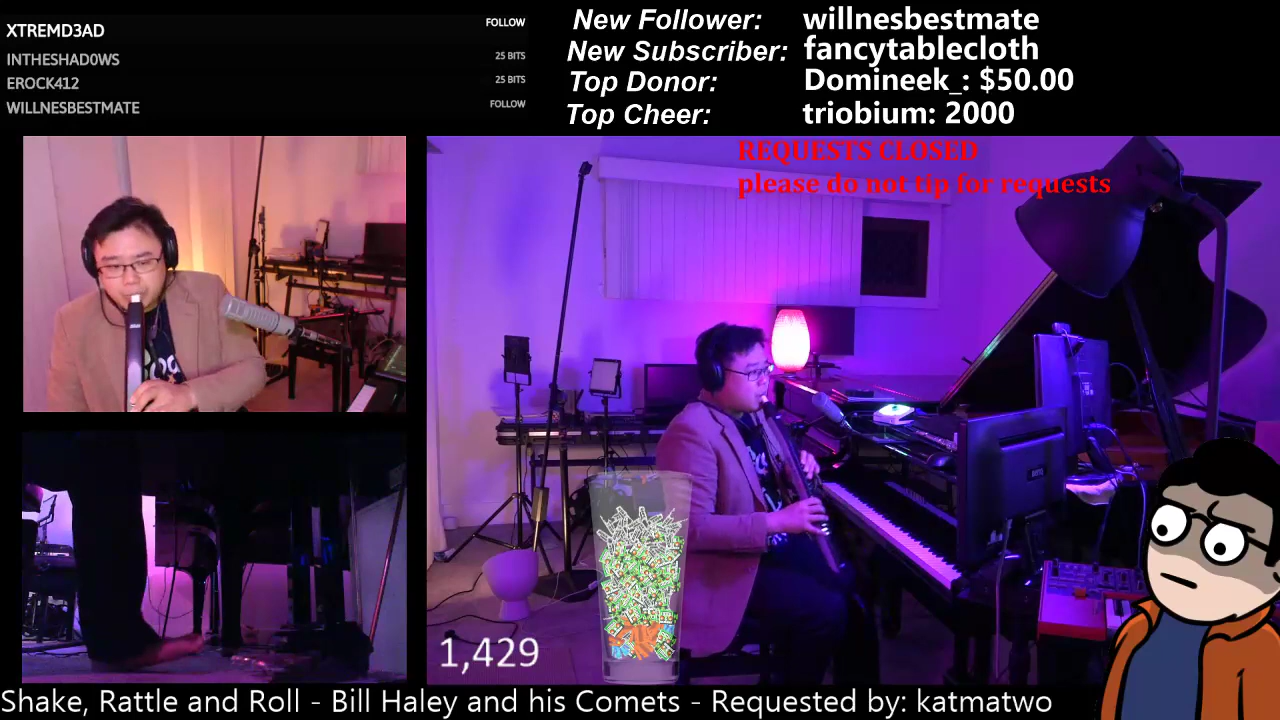 XTREMD3AD FOLLOW
INTHESHAD0WS 25 BITS
EROCK412 25 BITS
WILLNESBESTMATE FOLLOW
New Follower: willnesbestmate
New Subscriber: fancytablecloth
Top Donor: Domineek_: $50.00
Top Cheer: triobium: 2000
REQUESTS CLOSED
please do not tip for requests
1,429
Shake, Rattle and Roll - Bill Haley and his Comets - Requested by: katmatwo